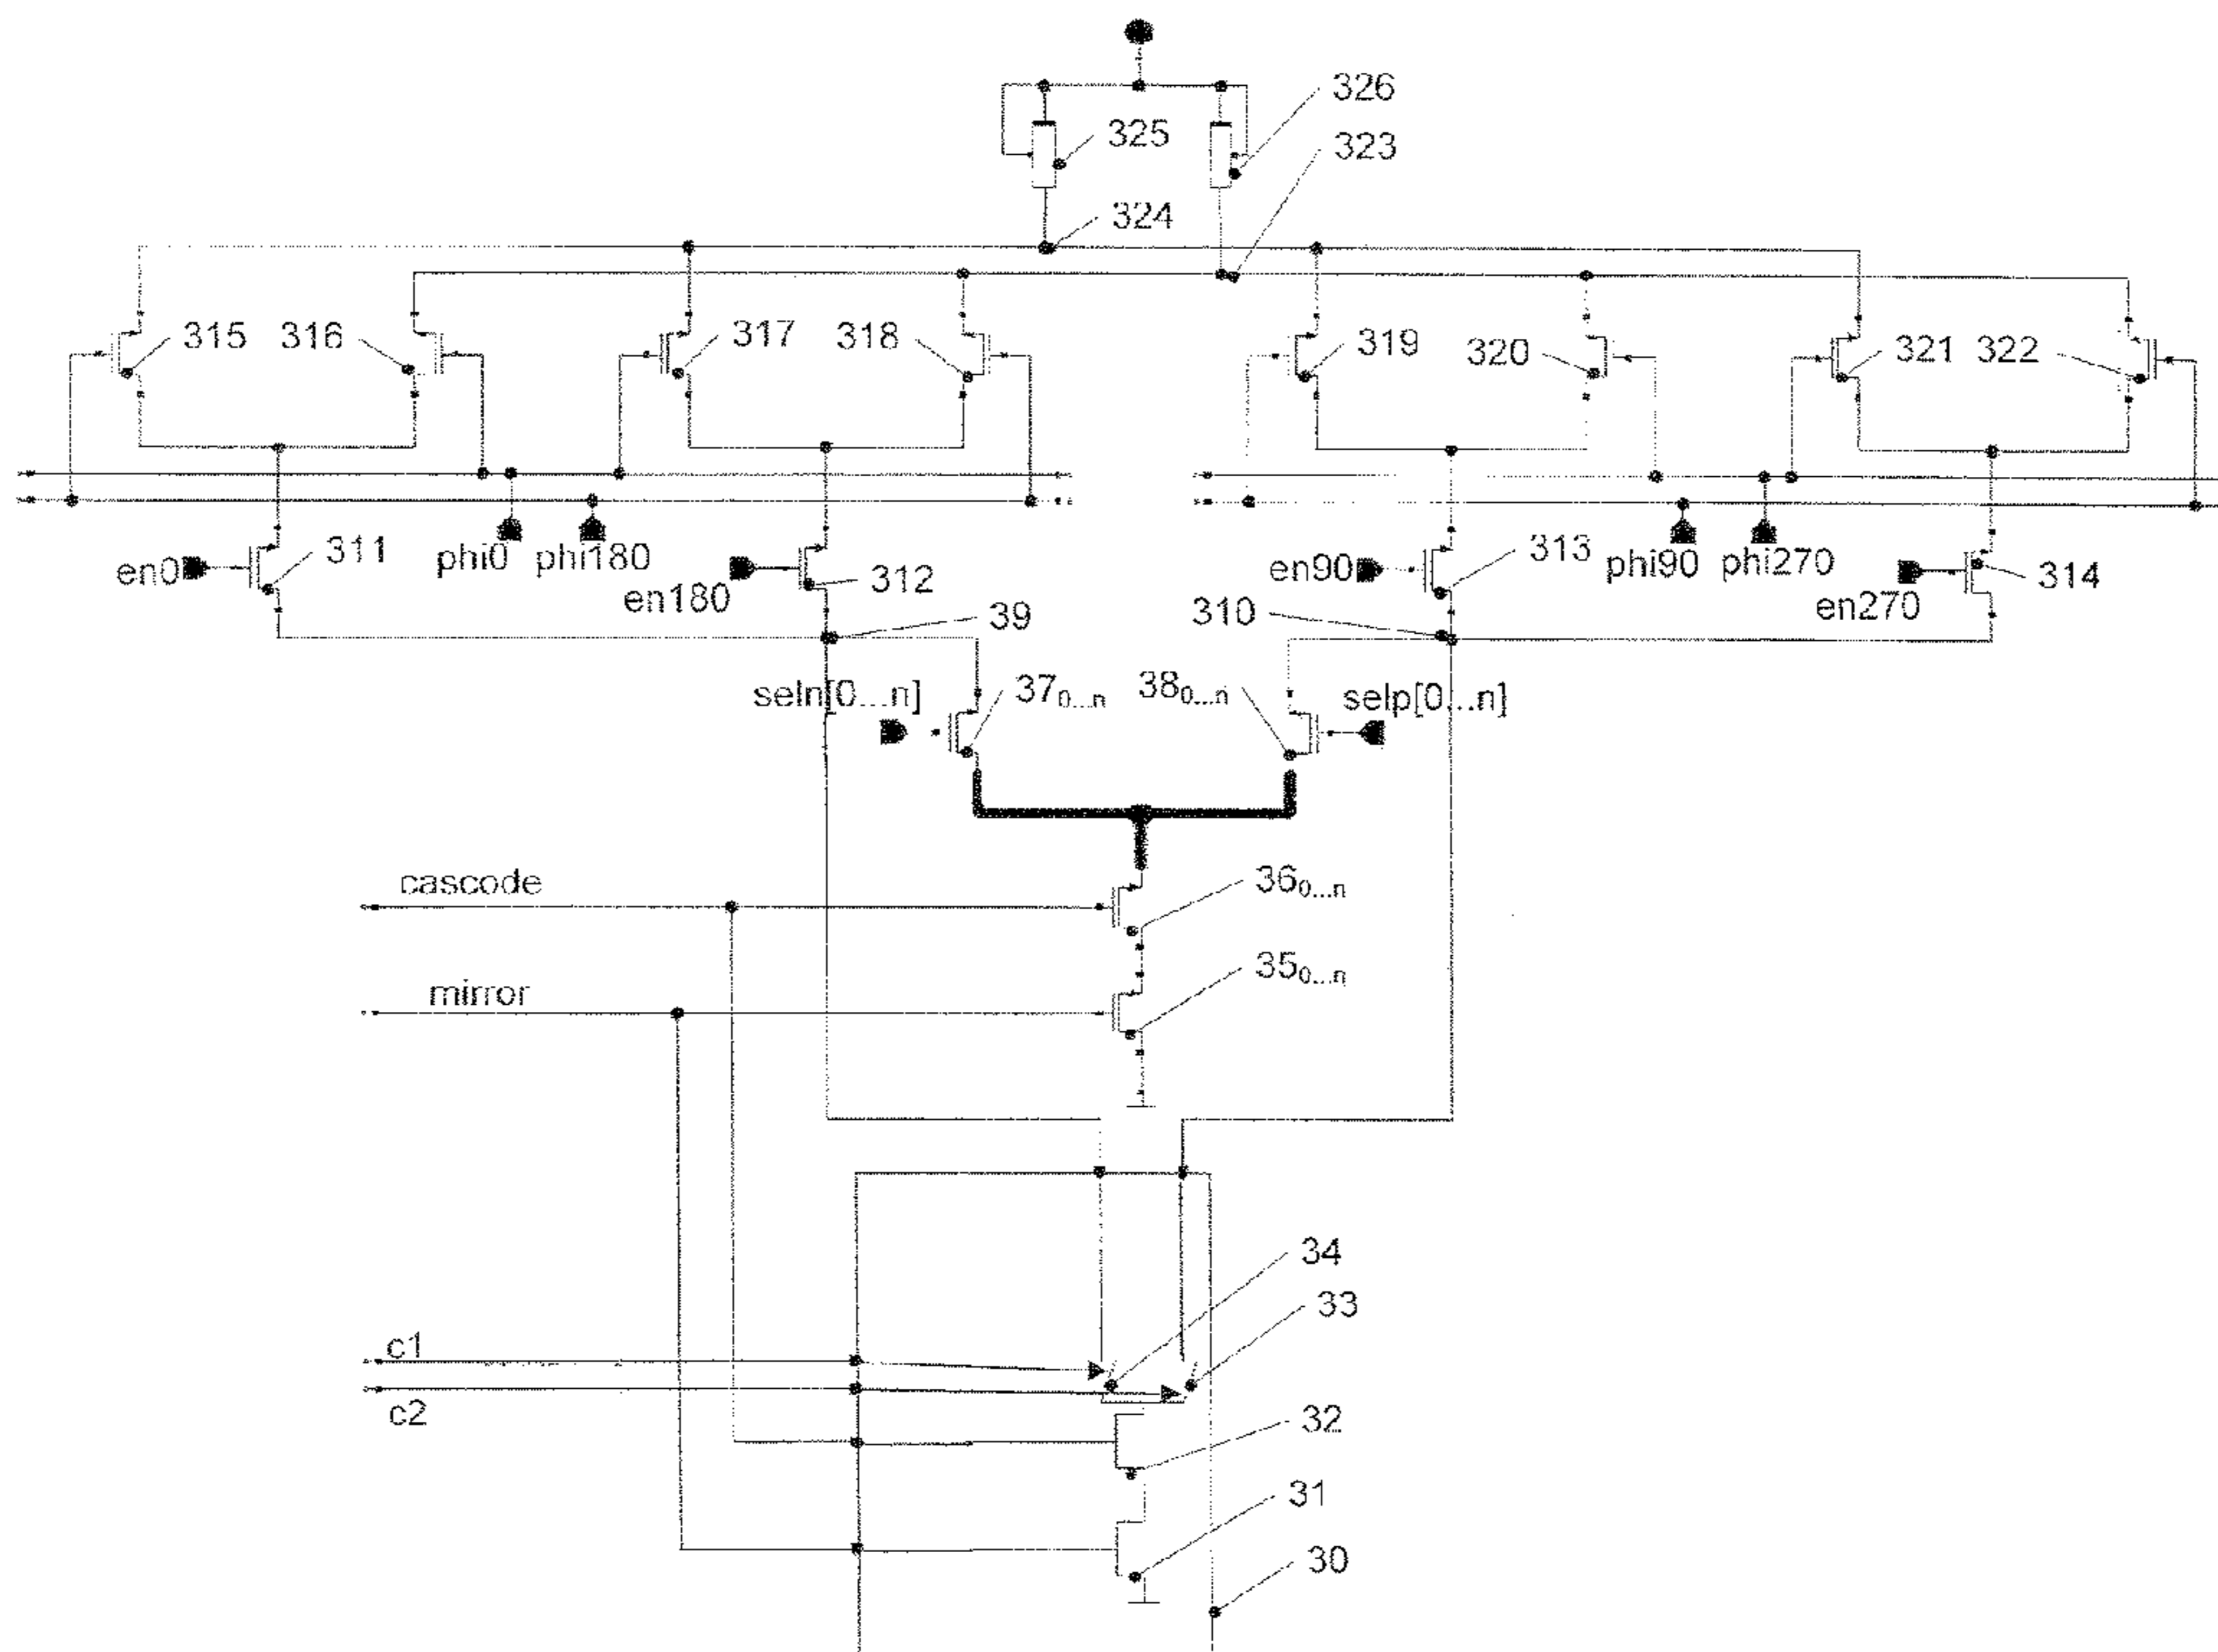 326
325
323
324
315
316
317
318
319
320
321
322
en0
311
phi0
phi180
en180
312
en90
313
phi90
phi270
en270
314
39
310
seln[0...n]
370...n
380...n
selp[0...n]
cascode
360...n
mirror
350...n
34
33
c1
c2
32
31
30